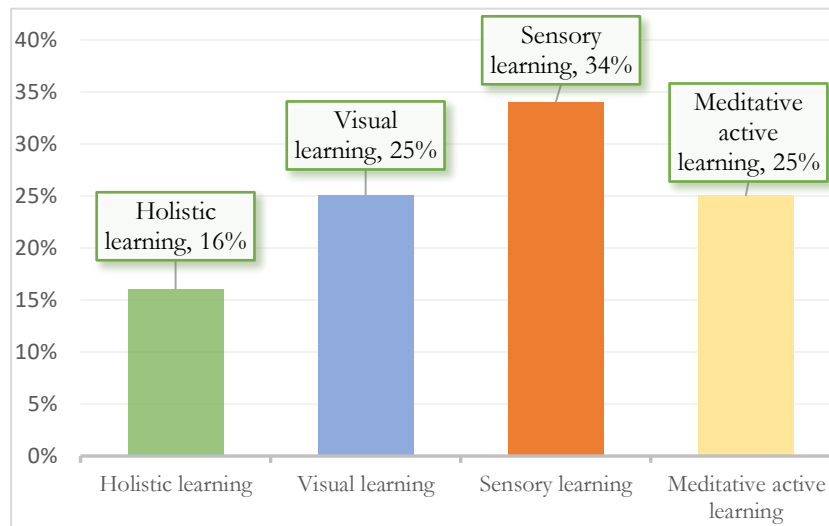 40%
35%
30%
25%
20%
15%
10%
5%
0%
Holistic
learning, 16%
Visual
learning, 25%
Sensory
learning, 34%
Meditative
active
learning, 25%
Holistic learning
Visual learning
Sensory learning
Meditative active
learning